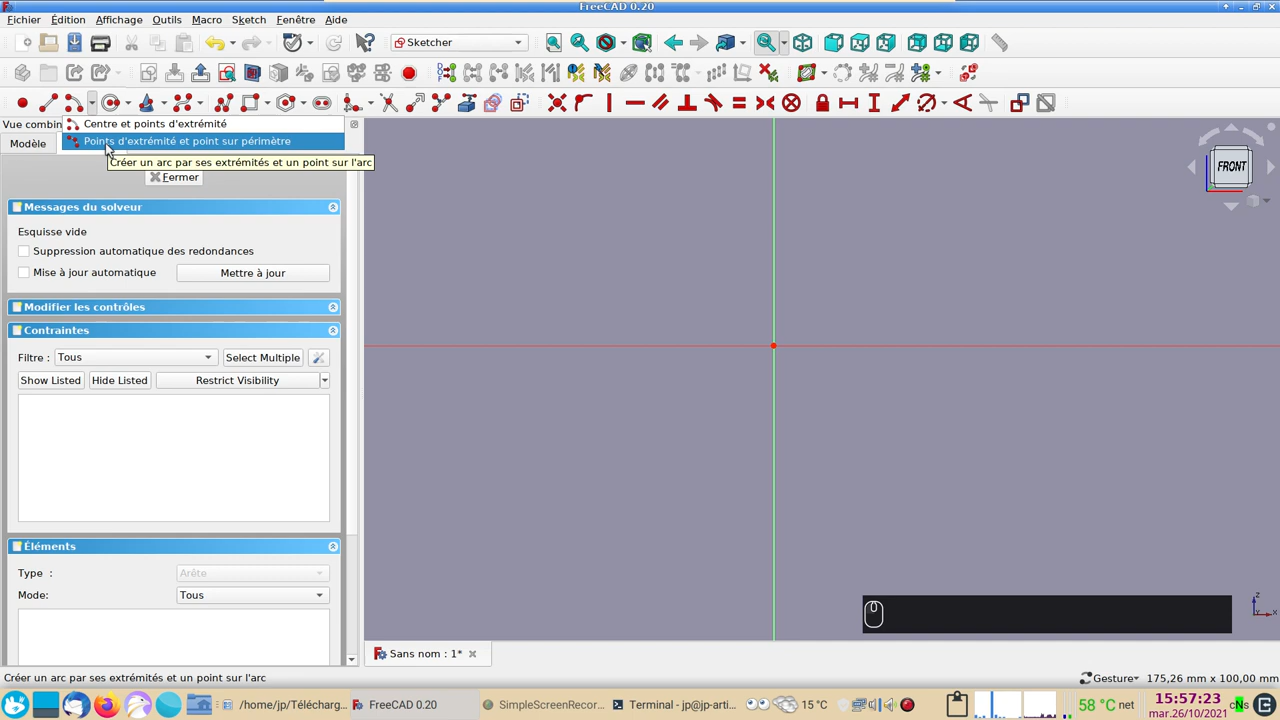 FreeCAD 0.20
Fichier Édition Affichage Outils Macro Sketch Fenêtre Aide
Sketcher
Vue combin
Centre et points d'extrémité
Modèle
Points d'extrémité et point sur périmètre
Créer un arc par ses extrémités et un point sur l'arc
Fermer
FRONT
Messages du solveur
Esquisse vide
Suppression automatique des redondances
Mise à jour automatique
Mettre à jour
Modifier les contrôles
Contraintes
Filtre : Tous Select Multiple
Show Listed Hide Listed Restrict Visibility
Éléments
Type : Arête
Mode: Tous
Sans nom : 1*
Créer un arc par ses extrémités et un point sur l'arc
Gesture 175,26 mm x 100,00 mm
/home/jp/Télécharg... FreeCAD 0.20 SimpleScreenRecor... Terminal - jp@jp-arti... 15 °C 58 °C net 15:57:23
mar.26/10/2021